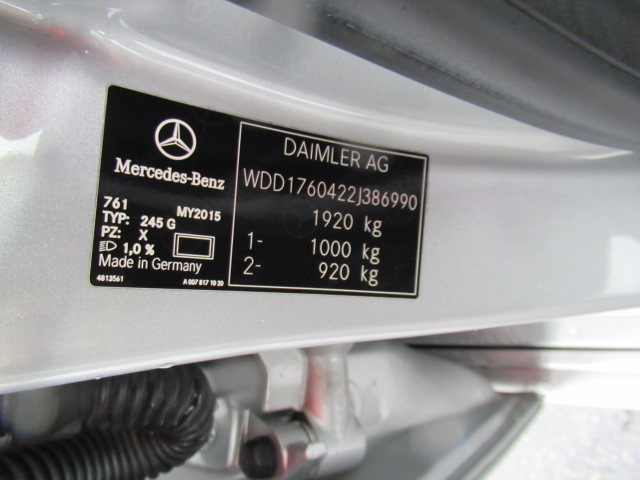 Mercedes-Benz
761 MY2015
TYP: 245 G
PZ: X
1,0 %
Made in Germany
4813561 A 007 817 10 20
DAIMLER AG
WDD1760422J386990
1920 kg
1- 1000 kg
2- 920 kg